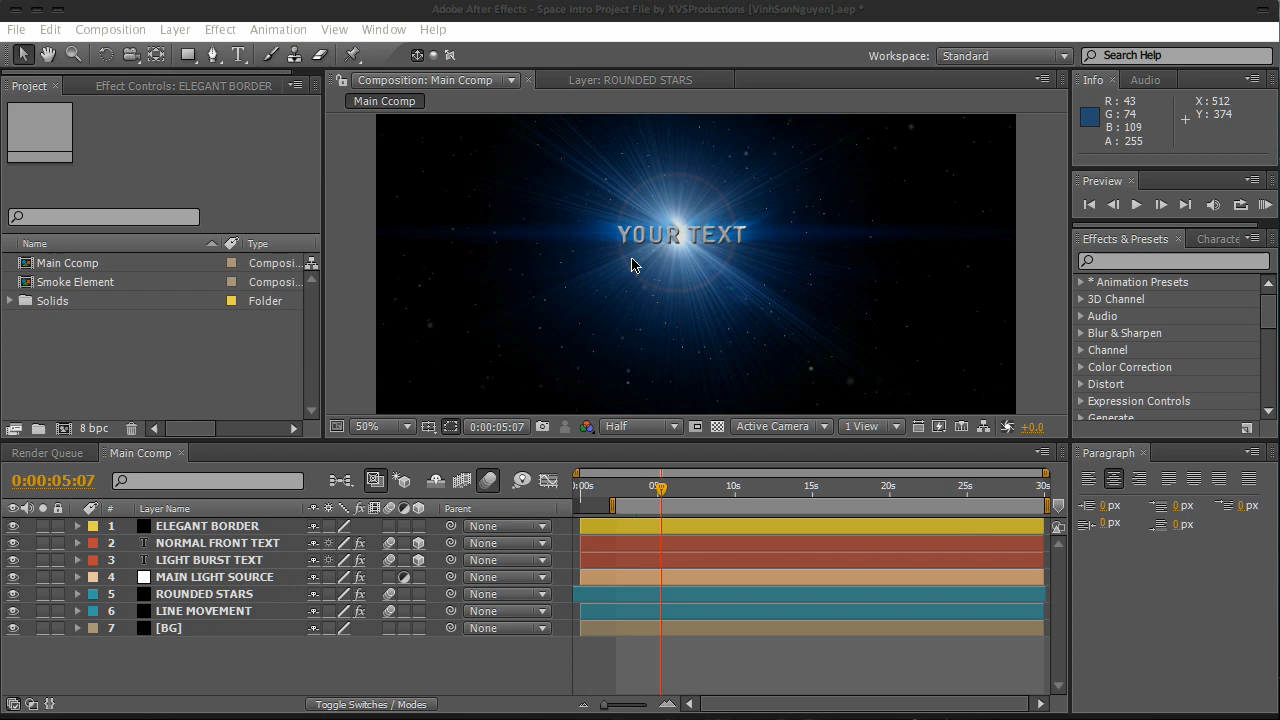 Adobe After Effects - Space Intro Project File by XVSProductions [VinhSonNguyen].aep *
File Edit Composition Layer Effect Animation View Window Help
Workspace: Standard Search Help
Project Effect Controls: ELEGANT BORDER
Composition: Main Ccomp Layer: ROUNDED STARS
Main Ccomp
YOUR TEXT
Info Audio
R : 43 X : 512
G : 74 Y : 374
B : 109
A : 255
Preview
Effects & Presets
* Animation Presets
3D Channel
Audio
Blur & Sharpen
Channel
Color Correction
Distort
Expression Controls
Generate
Name Type
Main Ccomp Composi...
Smoke Element Composi...
Solids Folder
8 bpc
50% 0:00:05:07 Half Active Camera 1 View +0.0
Render Queue Main Ccomp
0:00:05:07
:00s 10s 15s 20s 25s 30s
# Layer Name Parent
1 ELEGANT BORDER None
2 T NORMAL FRONT TEXT fx None
3 T LIGHT BURST TEXT fx None
4 MAIN LIGHT SOURCE fx None
5 ROUNDED STARS None
6 LINE MOVEMENT None
7 [BG] None
Toggle Switches / Modes
Paragraph
0 px 0 px 0 px
0 px 0 px